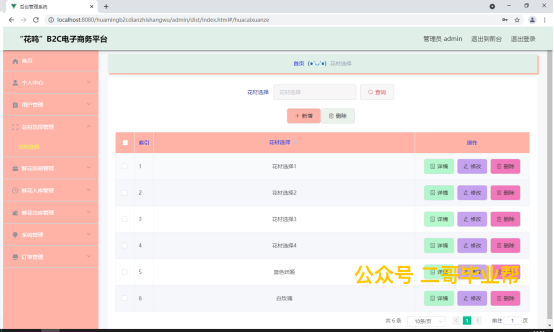 后台管理系统
localhost:8080/huamingb2cdianzhishangwu/admin/dist/index.html#/huacaixuanze
“花鸣”B2C电子商务平台
管理员 admin
退出到前台
退出登录
首页
个人中心
用户管理
花材选择管理
花材选择
鲜花入库管理
鲜花出库管理
系统管理
订单管理
首页 (●'◡'●) 花材选择
花材选择
花材选择
查询
+ 新增
删除
索引 花材选择 操作
1 花材选择1 详情 修改 删除
2 花材选择2 详情 修改 删除
3 花材选择3 详情 修改 删除
4 花材选择4 详情 修改 删除
5 蓝色妖姬 详情 修改 删除
6 白玫瑰 详情 修改 删除
公众号 二哥毕业帮
共 6 条 10条/页 1 前往 1 页